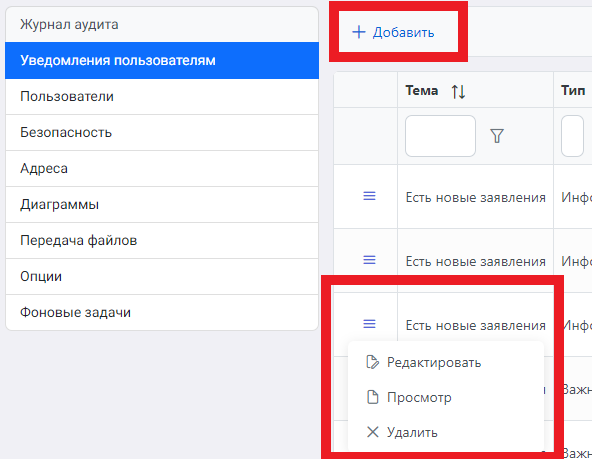 Журнал аудита
Уведомления пользователям
Пользователи
Безопасность
Адреса
Диаграммы
Передача файлов
Опции
Фоновые задачи
Добавить
Тема Тип
Есть новые заявления Инфо
Есть новые заявления Инфо
Есть новые заявления Инфо
Редактировать
Важн
Просмотр
Удалить
Важн